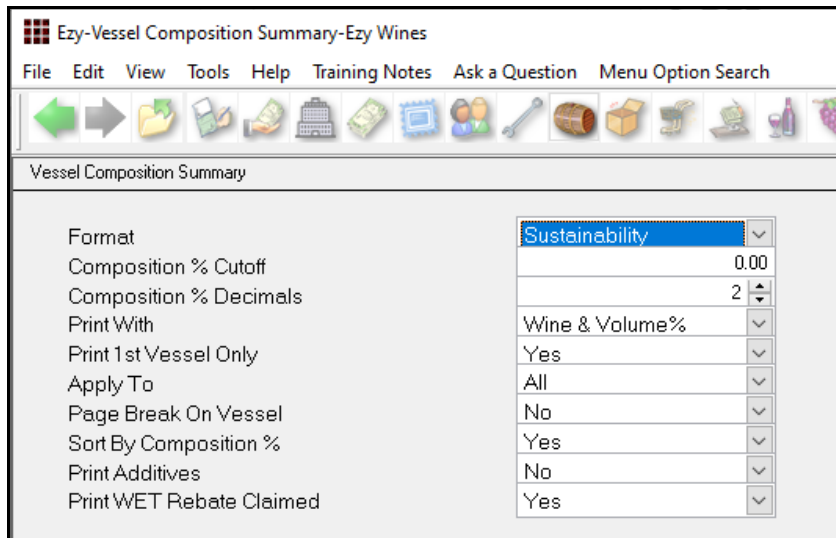 Ezy-Vessel Composition Summary-Ezy Wines
File Edit View Tools Help Training Notes Ask a Question Menu Option Search
Vessel Composition Summary
Format Sustainability
Composition % Cutoff 0.00
Composition % Decimals 2
Print With Wine & Volume%
Print 1st Vessel Only Yes
Apply To All
Page Break On Vessel No
Sort By Composition % Yes
Print Additives No
Print WET Rebate Claimed Yes